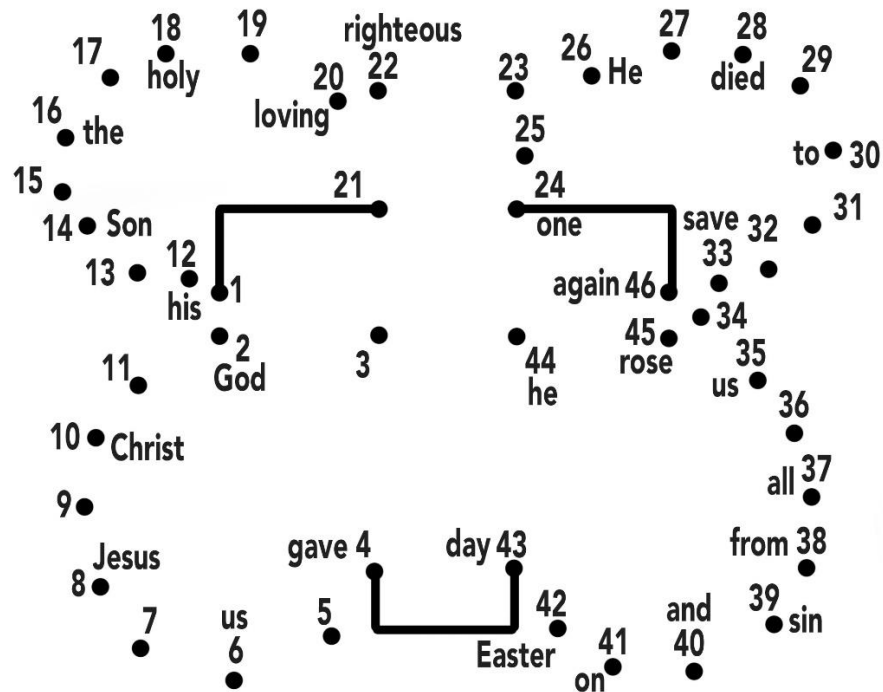 19
27
18
28
righteous
17
holy
20
22
23
26
He
died
29
16
the
loving
25
to
30
15
21
24
31
14
Son
one
save
32
13
12
33
his
1
again 46
34
2
3
45
God
44
rose
35
11
he
us
36
10
Christ
37
all
9
gave 4
day 43
from 38
Jesus
8
and
39
sin
7
us
5
42
40
6
Easter
41
on